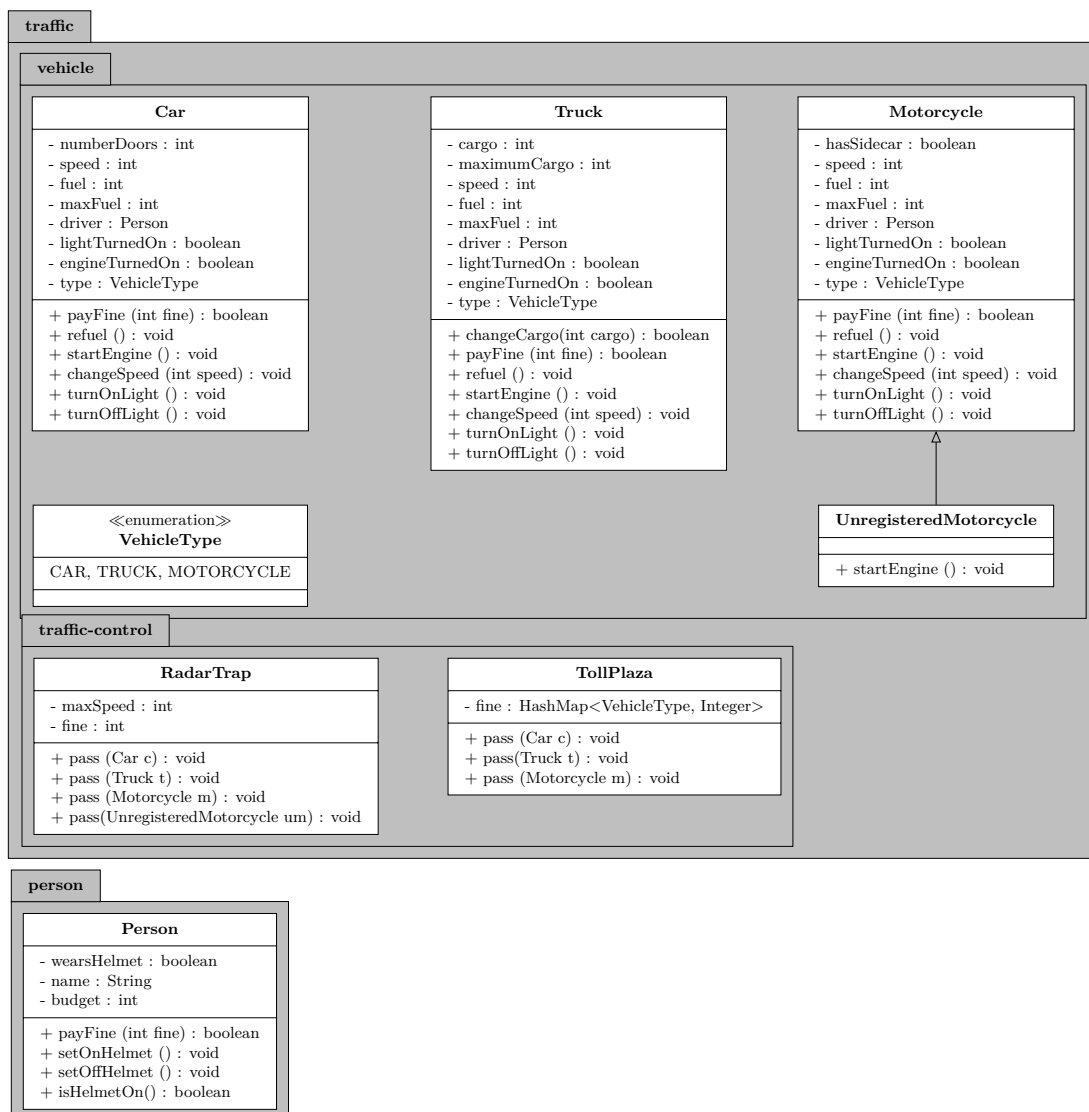 traffic
vehicle
Car
- numberDoors : int
- speed : int
- fuel : int
- maxFuel : int
- driver : Person
- lightTurnedOn : boolean
- engineTurnedOn : boolean
- type : VehicleType
+ payFine (int fine) : boolean
+ refuel () : void
+ startEngine () : void
+ changeSpeed (int speed) : void
+ turnOnLight () : void
+ turnOffLight () : void
Truck
- cargo : int
- maximumCargo : int
- speed : int
- fuel : int
- maxFuel : int
- driver : Person
- lightTurnedOn : boolean
- engineTurnedOn : boolean
- type : VehicleType
+ changeCargo(int cargo) : boolean
+ payFine (int fine) : boolean
+ refuel () : void
+ startEngine () : void
+ changeSpeed (int speed) : void
+ turnOnLight () : void
+ turnOffLight () : void
Motorcycle
- hasSidecar : boolean
- speed : int
- fuel : int
- maxFuel : int
- driver : Person
- lightTurnedOn : boolean
- engineTurnedOn : boolean
- type : VehicleType
+ payFine (int fine) : boolean
+ refuel () : void
+ startEngine () : void
+ changeSpeed (int speed) : void
+ turnOnLight () : void
+ turnOffLight () : void
≪enumeration≫
VehicleType
CAR, TRUCK, MOTORCYCLE
UnregisteredMotorcycle
+ startEngine () : void
traffic-control
RadarTrap
- maxSpeed : int
- fine : int
+ pass (Car c) : void
+ pass (Truck t) : void
+ pass (Motorcycle m) : void
+ pass(UnregisteredMotorcycle um) : void
TollPlaza
- fine : HashMap<VehicleType, Integer>
+ pass (Car c) : void
+ pass(Truck t) : void
+ pass (Motorcycle m) : void
person
Person
- wearsHelmet : boolean
- name : String
- budget : int
+ payFine (int fine) : boolean
+ setOnHelmet () : void
+ setOffHelmet () : void
+ isHelmetOn() : boolean